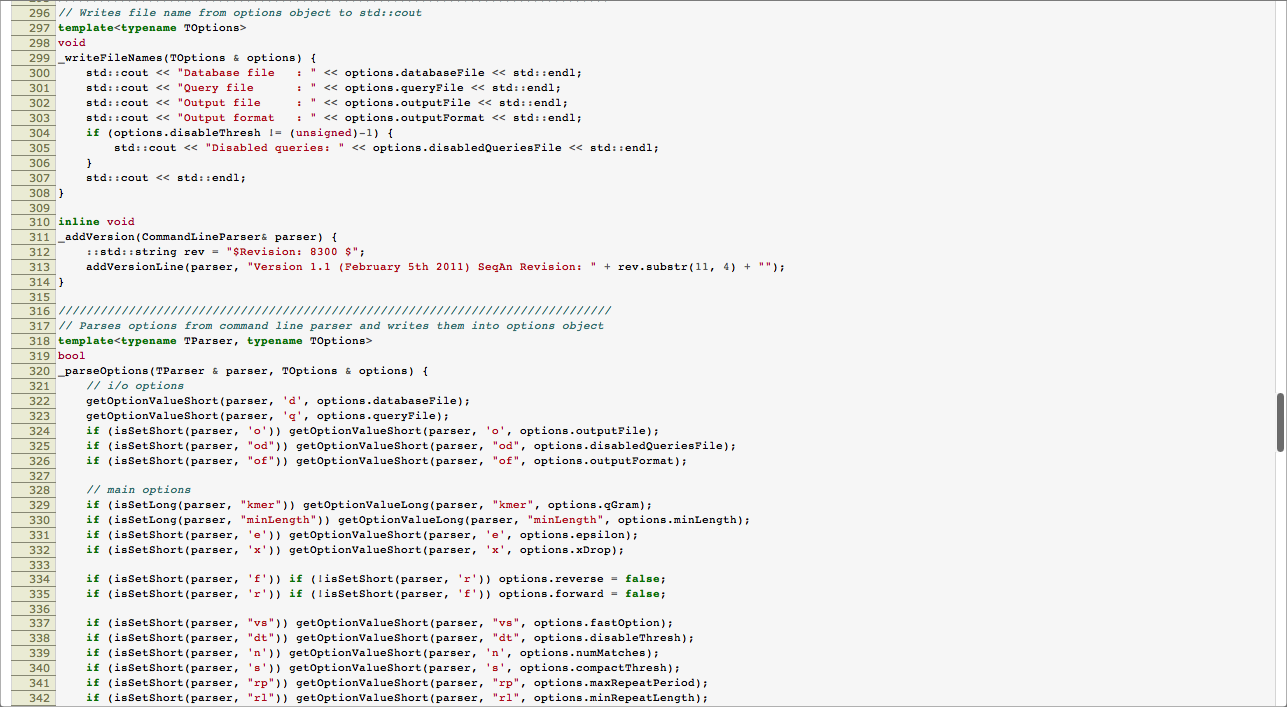 296 // Writes file name from options object to std::cout
297 template<typename TOptions>
298 void
299 _writeFileNames(TOptions & options) {
300     std::cout << "Database file   : " << options.databaseFile << std::endl;
301     std::cout << "Query file      : " << options.queryFile << std::endl;
302     std::cout << "Output file     : " << options.outputFile << std::endl;
303     std::cout << "Output format   : " << options.outputFormat << std::endl;
304     if (options.disableThresh != (unsigned)-1) {
305         std::cout << "Disabled queries: " << options.disabledQueriesFile << std::endl;
306     }
307     std::cout << std::endl;
308 }
309
310 inline void
311 _addVersion(CommandLineParser& parser) {
312     ::std::string rev = "$Revision: 8300 $";
313     addVersionLine(parser, "Version 1.1 (February 5th 2011) SeqAn Revision: " + rev.substr(11, 4) + "");
314 }
315
316 ///////////////////////////////////////////////////////////////////////////////
317 // Parses options from command line parser and writes them into options object
318 template<typename TParser, typename TOptions>
319 bool
320 _parseOptions(TParser & parser, TOptions & options) {
321     // i/o options
322     getOptionValueShort(parser, 'd', options.databaseFile);
323     getOptionValueShort(parser, 'q', options.queryFile);
324     if (isSetShort(parser, 'o')) getOptionValueShort(parser, 'o', options.outputFile);
325     if (isSetShort(parser, "od")) getOptionValueShort(parser, "od", options.disabledQueriesFile);
326     if (isSetShort(parser, "of")) getOptionValueShort(parser, "of", options.outputFormat);
327
328     // main options
329     if (isSetLong(parser, "kmer")) getOptionValueLong(parser, "kmer", options.qGram);
330     if (isSetLong(parser, "minLength")) getOptionValueLong(parser, "minLength", options.minLength);
331     if (isSetShort(parser, 'e')) getOptionValueShort(parser, 'e', options.epsilon);
332     if (isSetShort(parser, 'x')) getOptionValueShort(parser, 'x', options.xDrop);
333
334     if (isSetShort(parser, 'f')) if (!isSetShort(parser, 'r')) options.reverse = false;
335     if (isSetShort(parser, 'r')) if (!isSetShort(parser, 'f')) options.forward = false;
336
337     if (isSetShort(parser, "vs")) getOptionValueShort(parser, "vs", options.fastOption);
338     if (isSetShort(parser, "dt")) getOptionValueShort(parser, "dt", options.disableThresh);
339     if (isSetShort(parser, 'n')) getOptionValueShort(parser, 'n', options.numMatches);
340     if (isSetShort(parser, 's')) getOptionValueShort(parser, 's', options.compactThresh);
341     if (isSetShort(parser, "rp")) getOptionValueShort(parser, "rp", options.maxRepeatPeriod);
342     if (isSetShort(parser, "rl")) getOptionValueShort(parser, "rl", options.minRepeatLength);